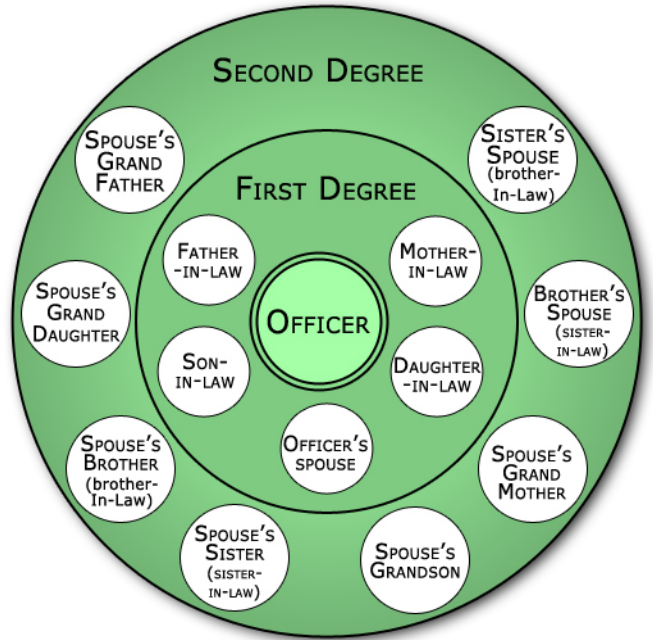 SECOND DEGREE
SPOUSE'S
GRAND
FATHER
SISTER'S
SPOUSE
(brother-
In-Law)
FIRST DEGREE
FATHER
-IN-LAW
MOTHER-
IN-LAW
SPOUSE'S
GRAND
DAUGHTER
OFFICER
BROTHER'S
SPOUSE
(SISTER-
IN-LAW)
SON-
IN-LAW
DAUGHTER
-IN-LAW
SPOUSE'S
BROTHER
(brother-
In-Law)
OFFICER'S
SPOUSE
SPOUSE'S
GRAND
MOTHER
SPOUSE'S
SISTER
(SISTER-
IN-LAW)
SPOUSE'S
GRANDSON